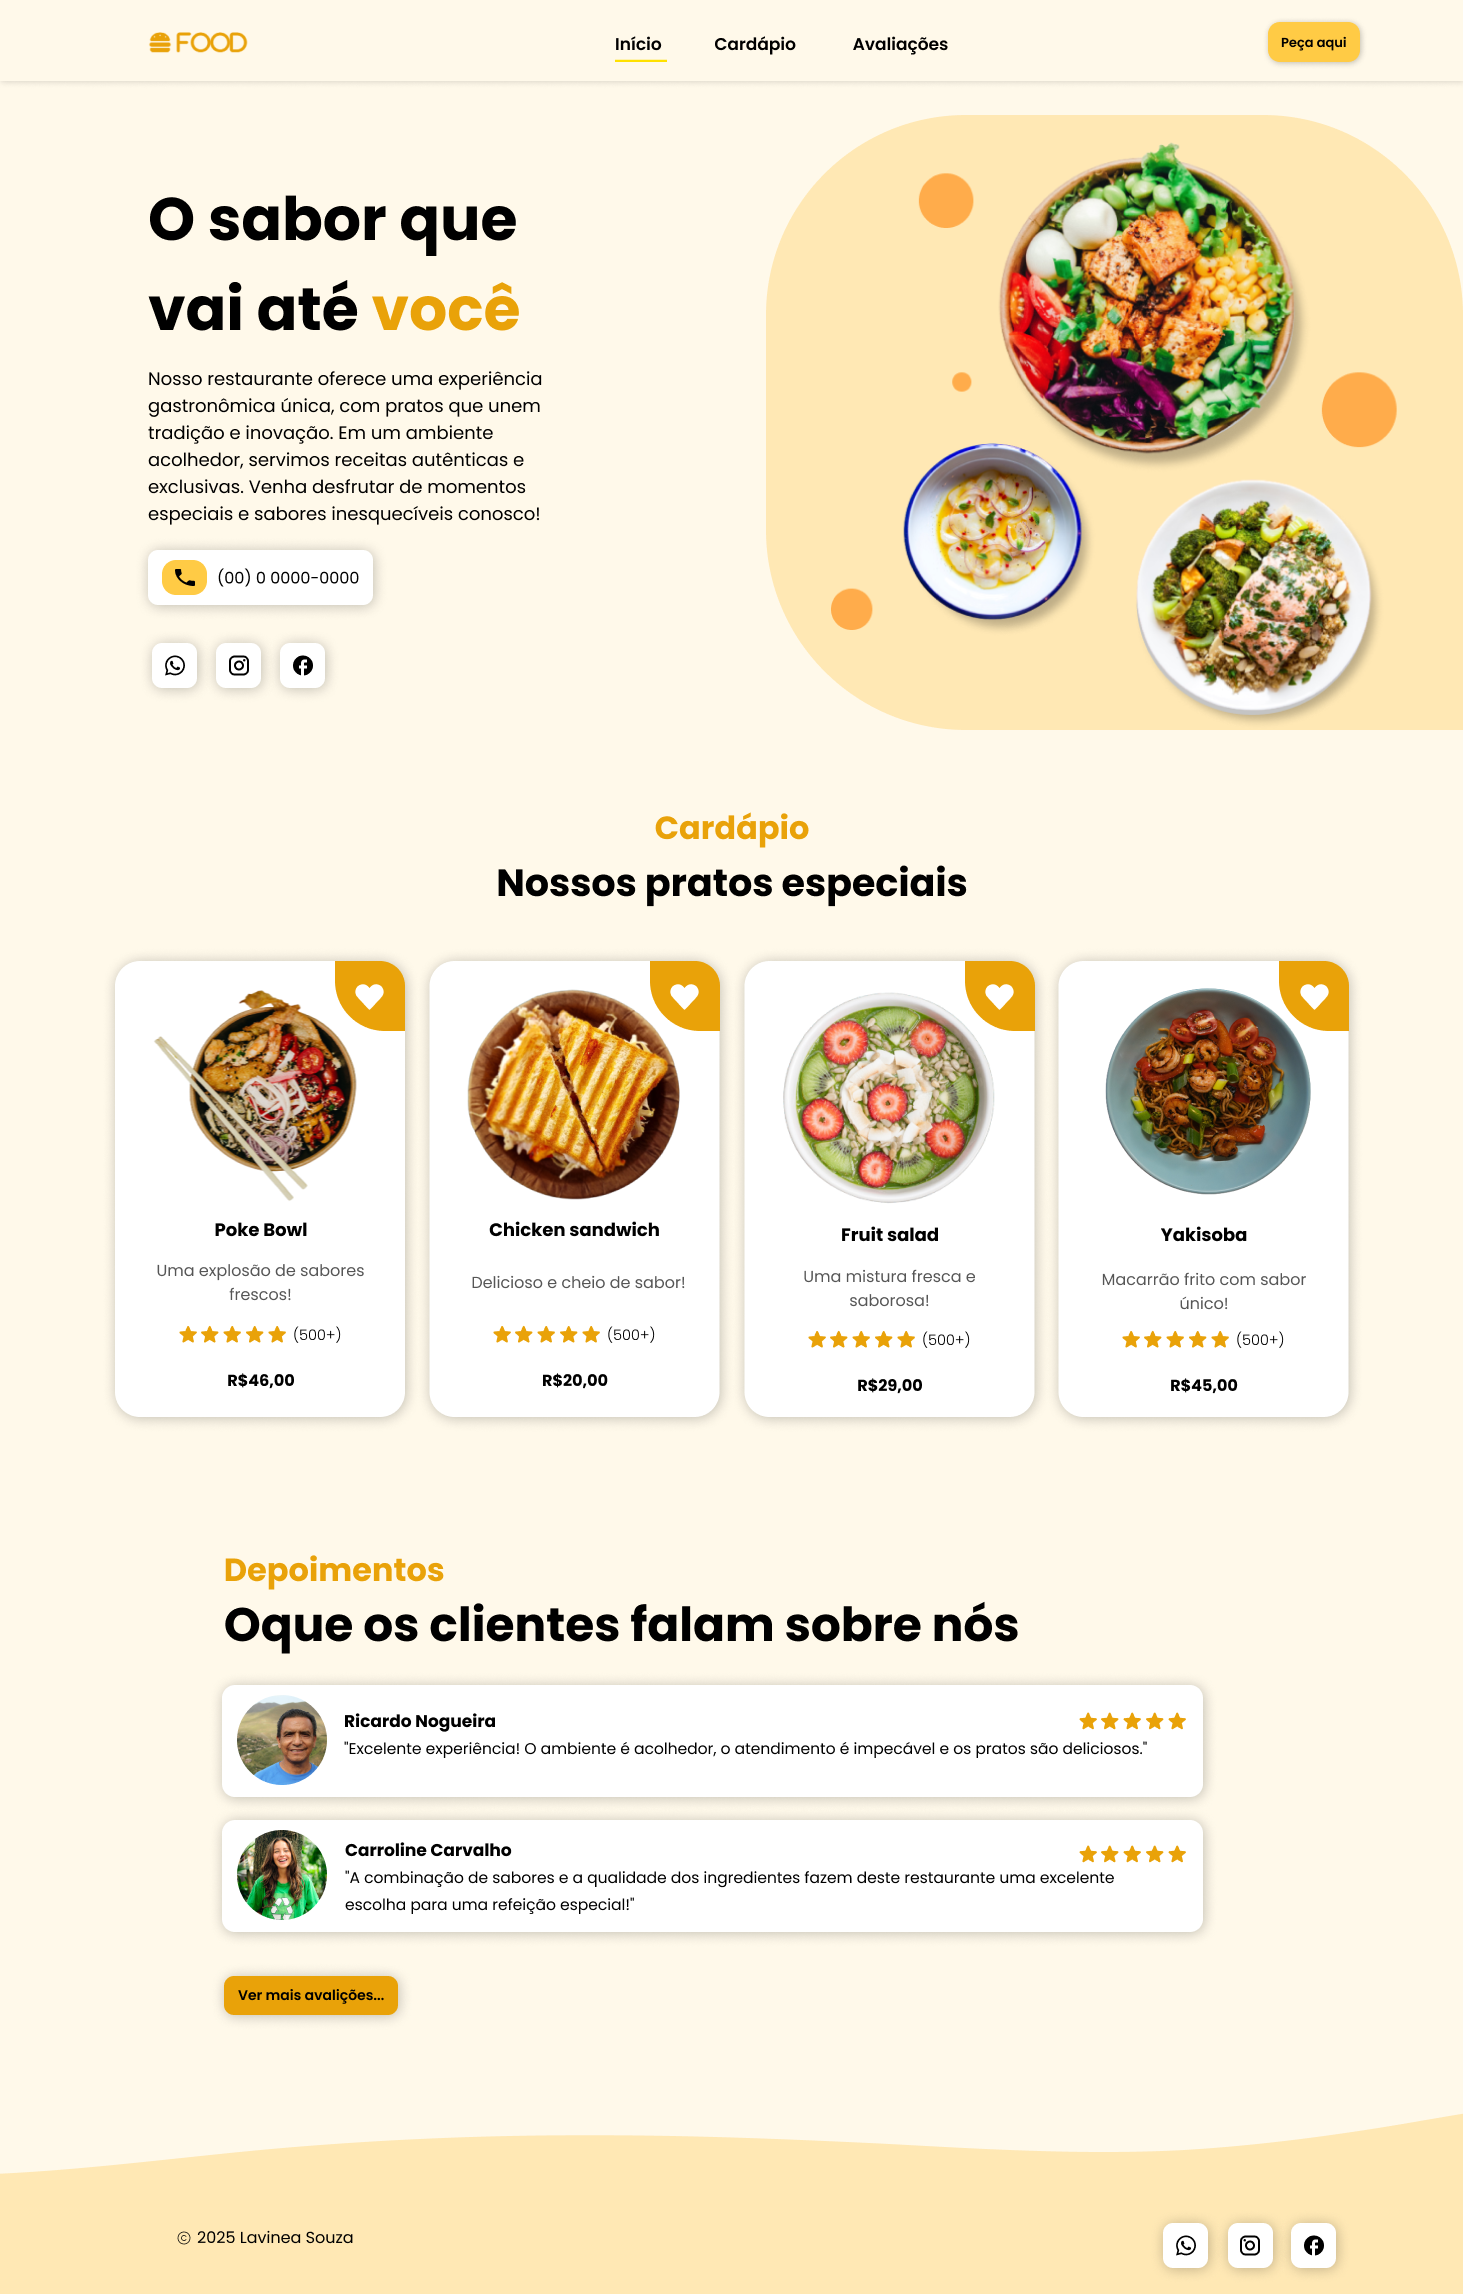 FOOD
Início
Cardápio
Avaliações
Peça aqui
O sabor que
vai até você
Nosso restaurante oferece uma experiência
gastronômica única, com pratos que unem
tradição e inovação. Em um ambiente
acolhedor, servimos receitas autênticas e
exclusivas. Venha desfrutar de momentos
especiais e sabores inesquecíveis conosco!
(00) 0 0000-0000
Cardápio
Nossos pratos especiais
Poke Bowl
Uma explosão de sabores
frescos!
(500+)
R$46,00
Chicken sandwich
Delicioso e cheio de sabor!
(500+)
R$20,00
Fruit salad
Uma mistura fresca e
saborosa!
(500+)
R$29,00
Yakisoba
Macarrão frito com sabor
único!
(500+)
R$45,00
Depoimentos
Oque os clientes falam sobre nós
Ricardo Nogueira
"Excelente experiência! O ambiente é acolhedor, o atendimento é impecável e os pratos são deliciosos."
Carroline Carvalho
"A combinação de sabores e a qualidade dos ingredientes fazem deste restaurante uma excelente
escolha para uma refeição especial!"
Ver mais avalições...
© 2025 Lavinea Souza